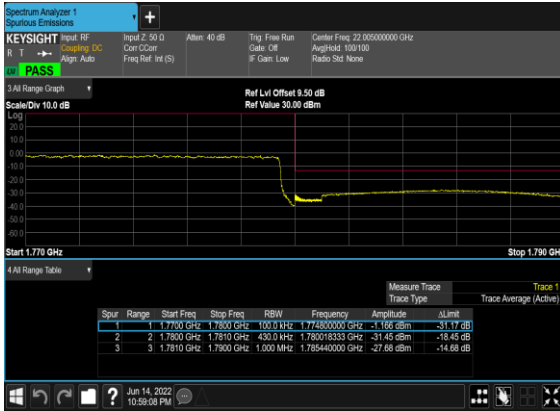 Spectrum Analyzer 1
Spurious Emissions
+
KEYSIGHT
R T
LXI
PASS
Input: RF
Coupling: DC
Align: Auto
Input Z: 50 Ω
Corr CCorr
Freq Ref: Int (S)
Atten: 40 dB
Trig: Free Run
Gate: Off
IF Gain: Low
Center Freq: 22.005000000 GHz
Avg|Hold: 100/100
Radio Std: None
3 All Range Graph
Scale/Div 10.0 dB
Ref Lvl Offset 9.50 dB
Ref Value 30.00 dBm
Log
20.0
10.0
0.00
-10.0
-20.0
-30.0
-40.0
-50.0
-60.0
Start 1.770 GHz
Stop 1.790 GH
4 All Range Table
Measure Trace Trace 1
Trace Type Trace Average (Active)
Spur Range Start Freq Stop Freq RBW Frequency Amplitude ΔLimit
1 1 1.7700 GHz 1.7800 GHz 100.0 kHz 1.774800000 GHz -1.166 dBm -31.17 dB
2 2 1.7800 GHz 1.7810 GHz 430.0 kHz 1.780018333 GHz -31.45 dBm -18.45 dB
3 3 1.7810 GHz 1.7900 GHz 1.000 MHz 1.785440000 GHz -27.68 dBm -14.68 dB
?
Jun 14, 2022
10:59:08 PM